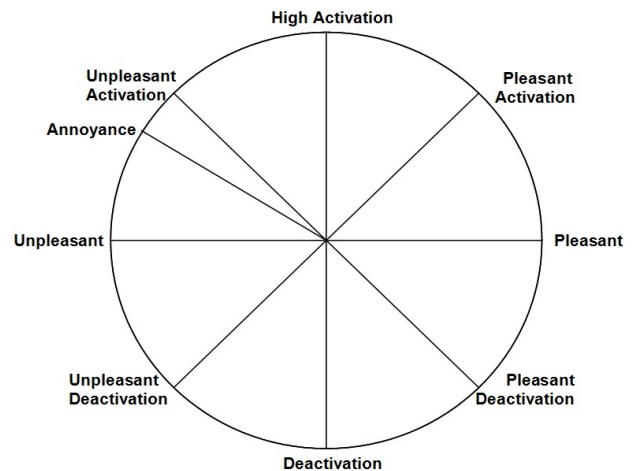 High Activation
Unpleasant
Activation
Pleasant
Activation
Annoyance
Unpleasant
Pleasant
Unpleasant
Deactivation
Pleasant
Deactivation
Deactivation